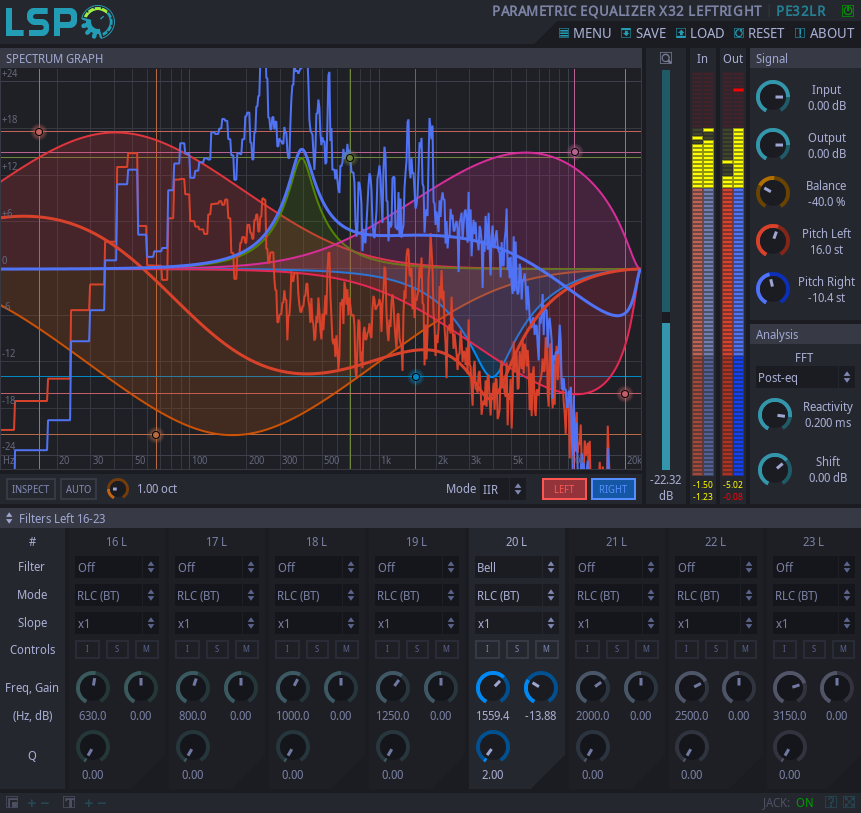 LSP
PARAMETRIC EQUALIZER X32 LEFTRIGHT PE32LR
MENU SAVE LOAD RESET ABOUT
SPECTRUM GRAPH
In Out
Signal
+24
+18
+12
+6
0
-6
-12
-18
-24
Hz 20 30 50 100 200 300 500 1k 2k 3k 5k 10k 20k
Input
0.00 dB
Output
0.00 dB
Balance
-40.0 %
Pitch Left
16.0 st
Pitch Right
-10.4 st
Analysis
FFT
Post-eq
Reactivity
0.200 ms
Shift
0.00 dB
INSPECT AUTO 1.00 oct Mode IIR LEFT RIGHT
-22.32
dB
-1.50 -5.02
-1.23 -0.08
Filters Left 16-23
# 16 L 17 L 18 L 19 L 20 L 21 L 22 L 23 L
Filter Off Off Off Off Bell Off Off Off
Mode RLC (BT) RLC (BT) RLC (BT) RLC (BT) RLC (BT) RLC (BT) RLC (BT) RLC (BT)
Slope x1 x1 x1 x1 x1 x1 x1 x1
Controls I S M I S M I S M I S M I S M I S M I S M I S M
Freq, Gain
(Hz, dB) 630.0 0.00 800.0 0.00 1000.0 0.00 1250.0 0.00 1559.4 -13.88 2000.0 0.00 2500.0 0.00 3150.0 0.00
Q
0.00 0.00 0.00 0.00 2.00 0.00 0.00 0.00
JACK: ON